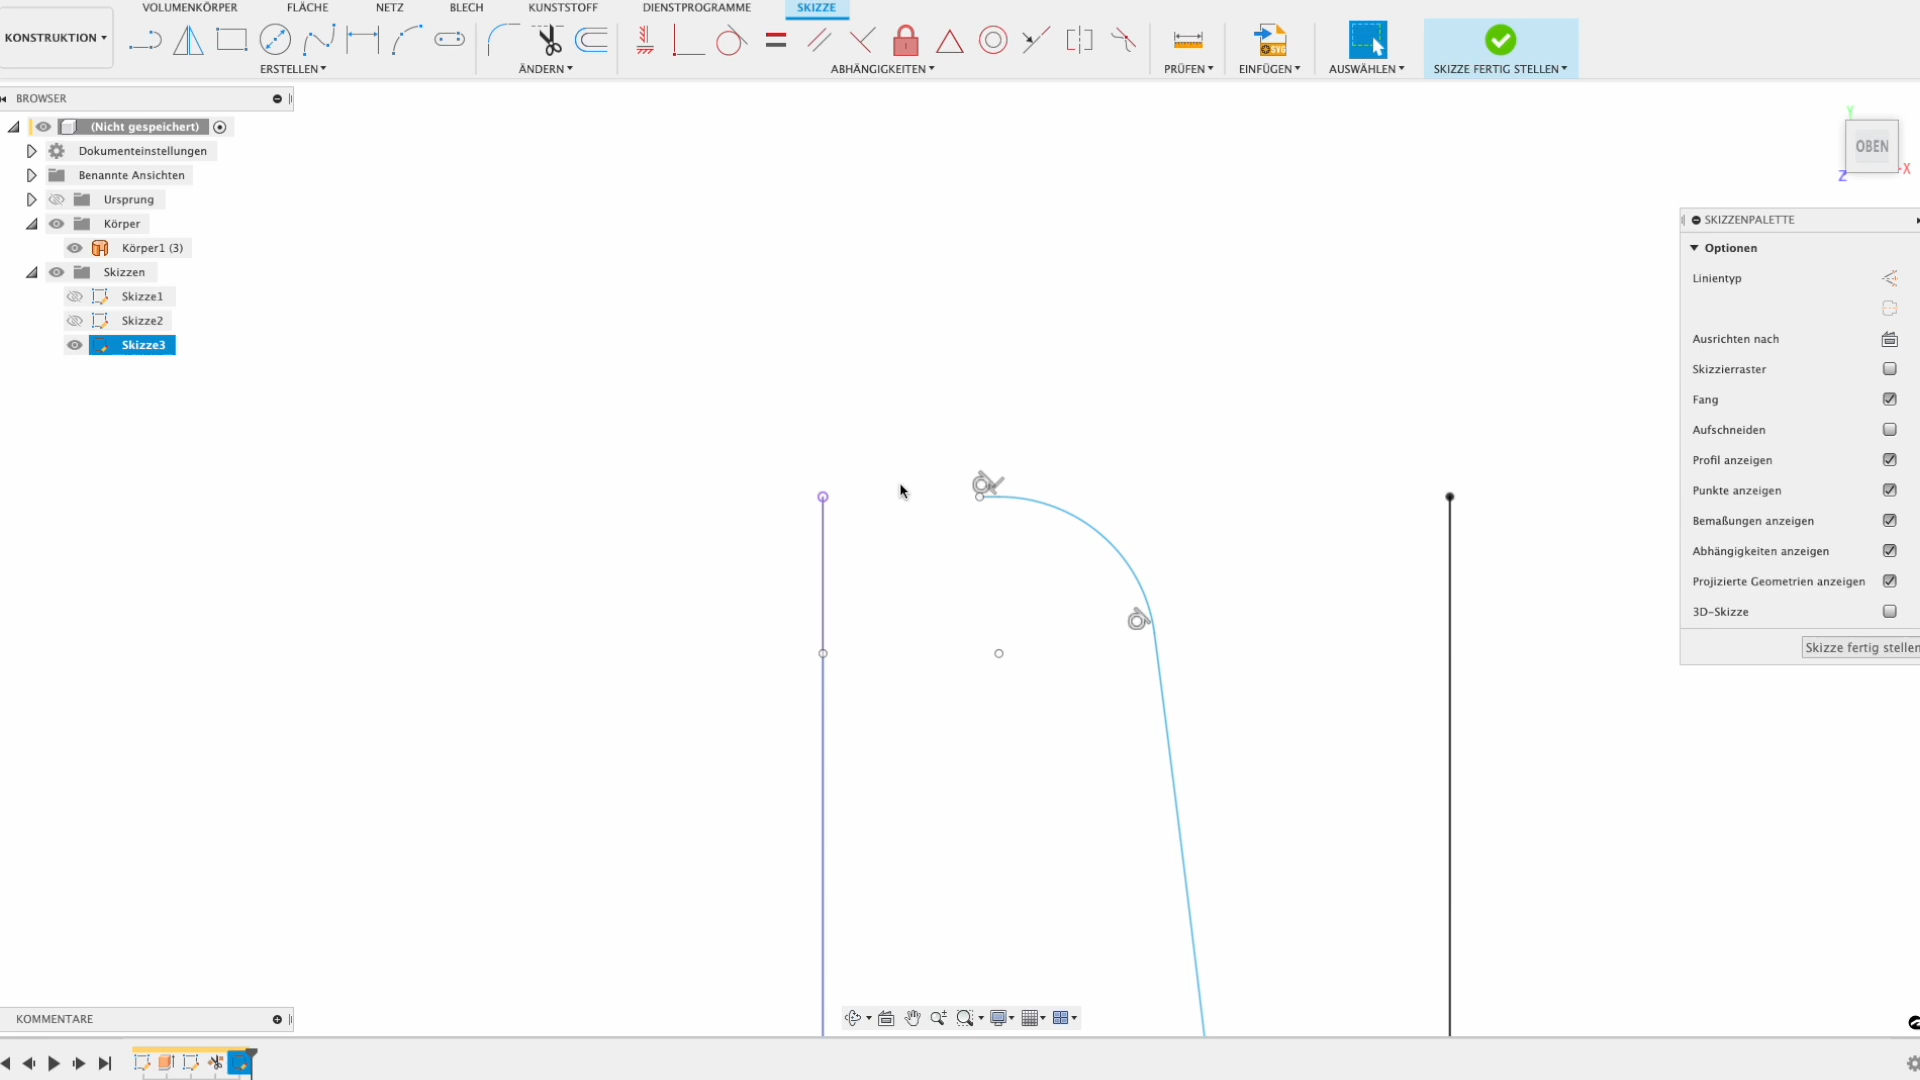 VOLUMENKÖRPER FLÄCHE NETZ BLECH KUNSTSTOFF DIENSTPROGRAMME SKIZZE
KONSTRUKTION
SVG
ERSTELLEN ÄNDERN ABHÄNGIGKEITEN PRÜFEN EINFÜGEN AUSWÄHLEN SKIZZE FERTIG STELLEN
BROWSER
(Nicht gespeichert)
Dokumenteinstellungen
Benannte Ansichten
Ursprung
Körper
Körper1 (3)
Skizzen
Skizze1
Skizze2
Skizze3
Y
OBEN
X
Z
SKIZZENPALETTE
Optionen
Linientyp
Ausrichten nach
Skizzierraster
Fang
Aufschneiden
Profil anzeigen
Punkte anzeigen
Bemaßungen anzeigen
Abhängigkeiten anzeigen
Projizierte Geometrien anzeigen
3D-Skizze
Skizze fertig stellen
KOMMENTARE